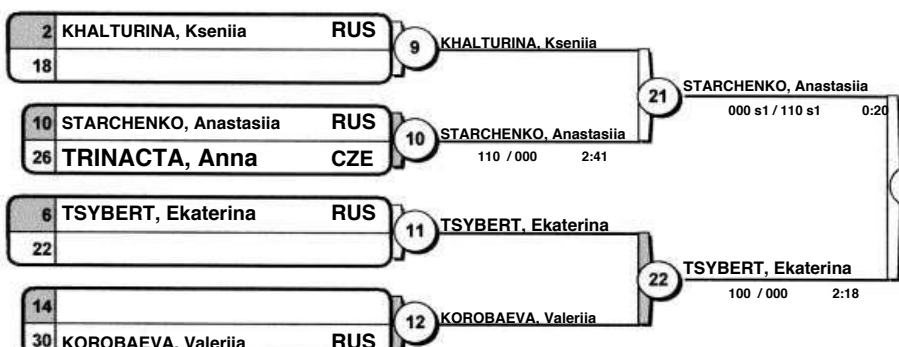 2 KHALTURINA, Kseniia RUS
18
9 KHALTURINA, Kseniia
10 STARCHENKO, Anastasiia RUS
26 TRINACTA, Anna CZE
10 STARCHENKO, Anastasiia
110 / 000 2:41
21 STARCHENKO, Anastasiia
000 s1 / 110 s1 0:20
6 TSYBERT, Ekaterina RUS
22
11 TSYBERT, Ekaterina
14
30 KOROBAEVA, Valeriia RUS
12 KOROBAEVA, Valeriia
22 TSYBERT, Ekaterina
100 / 000 2:18